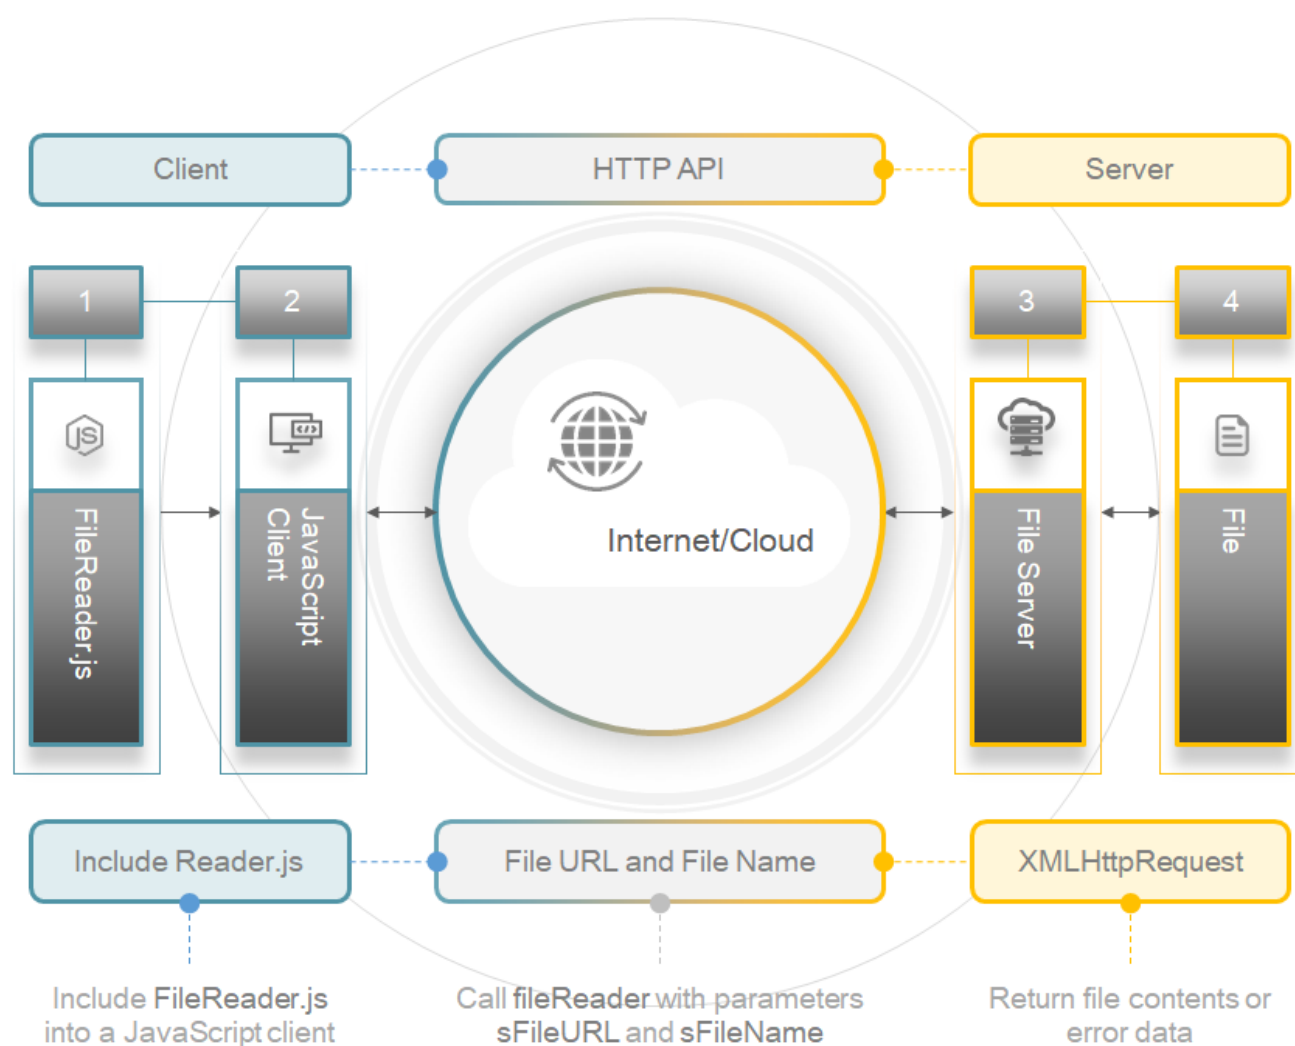 Client
HTTP API
Server
1
2
3
4
JS
</>
FileReader.js
JavaScript
Client
Internet/Cloud
File Server
File
Include Reader.js
File URL and File Name
XMLHttpRequest
Include FileReader.js
into a JavaScript client
Call fileReader with parameters
sFileURL and sFileName
Return file contents or
error data